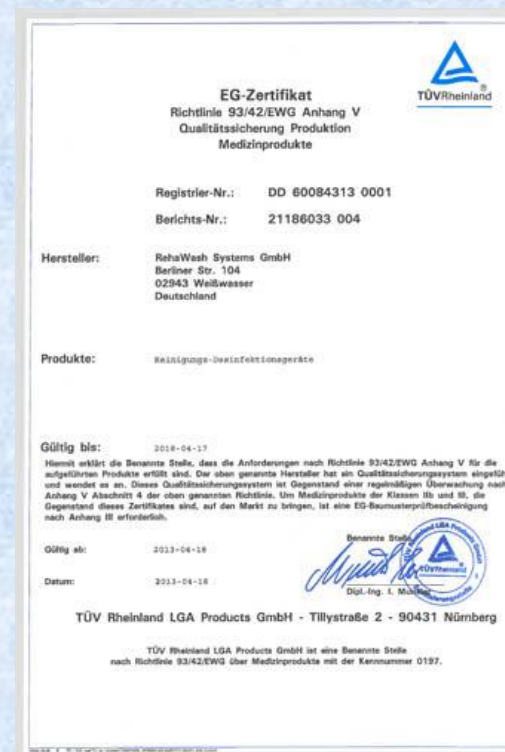 TÜVRheinland®
EG-Zertifikat
Richtlinie 93/42/EWG Anhang V
Qualitätssicherung Produktion
Medizinprodukte
Registrier-Nr.: DD 60084313 0001
Berichts-Nr.: 21186033 004
Hersteller: RehaWash Systems GmbH
Berliner Str. 104
02943 Weißwasser
Deutschland
Produkte: Reinigungs-Desinfektionsgeräte
Gültig bis: 2018-04-17
Hiermit erklärt die Benannte Stelle, dass die Anforderungen nach Richtlinie 93/42/EWG Anhang V für die
aufgeführten Produkte erfüllt sind. Der oben genannte Hersteller hat ein Qualitätssicherungssystem eingefüh
und wendet es an. Dieses Qualitätssicherungssystem ist Gegenstand einer regelmäßigen Überwachung nach
Anhang V Abschnitt 4 der oben genannten Richtlinie. Um Medizinprodukte der Klassen IIb und III, die
Gegenstand dieses Zertifikates sind, auf den Markt zu bringen, ist eine EG-Baumusterprüfbescheinigung
nach Anhang III erforderlich.
Benannte Stelle
Gültig ab: 2013-04-18
Datum: 2013-04-18
TÜVRheinland
Dipl.-Ing. I.
TÜV Rheinland LGA Products GmbH - Tillystraße 2 - 90431 Nürnberg
TÜV Rheinland LGA Products GmbH ist eine Benannte Stelle
nach Richtlinie 93/42/EWG über Medizinprodukte mit der Kennnummer 0197.